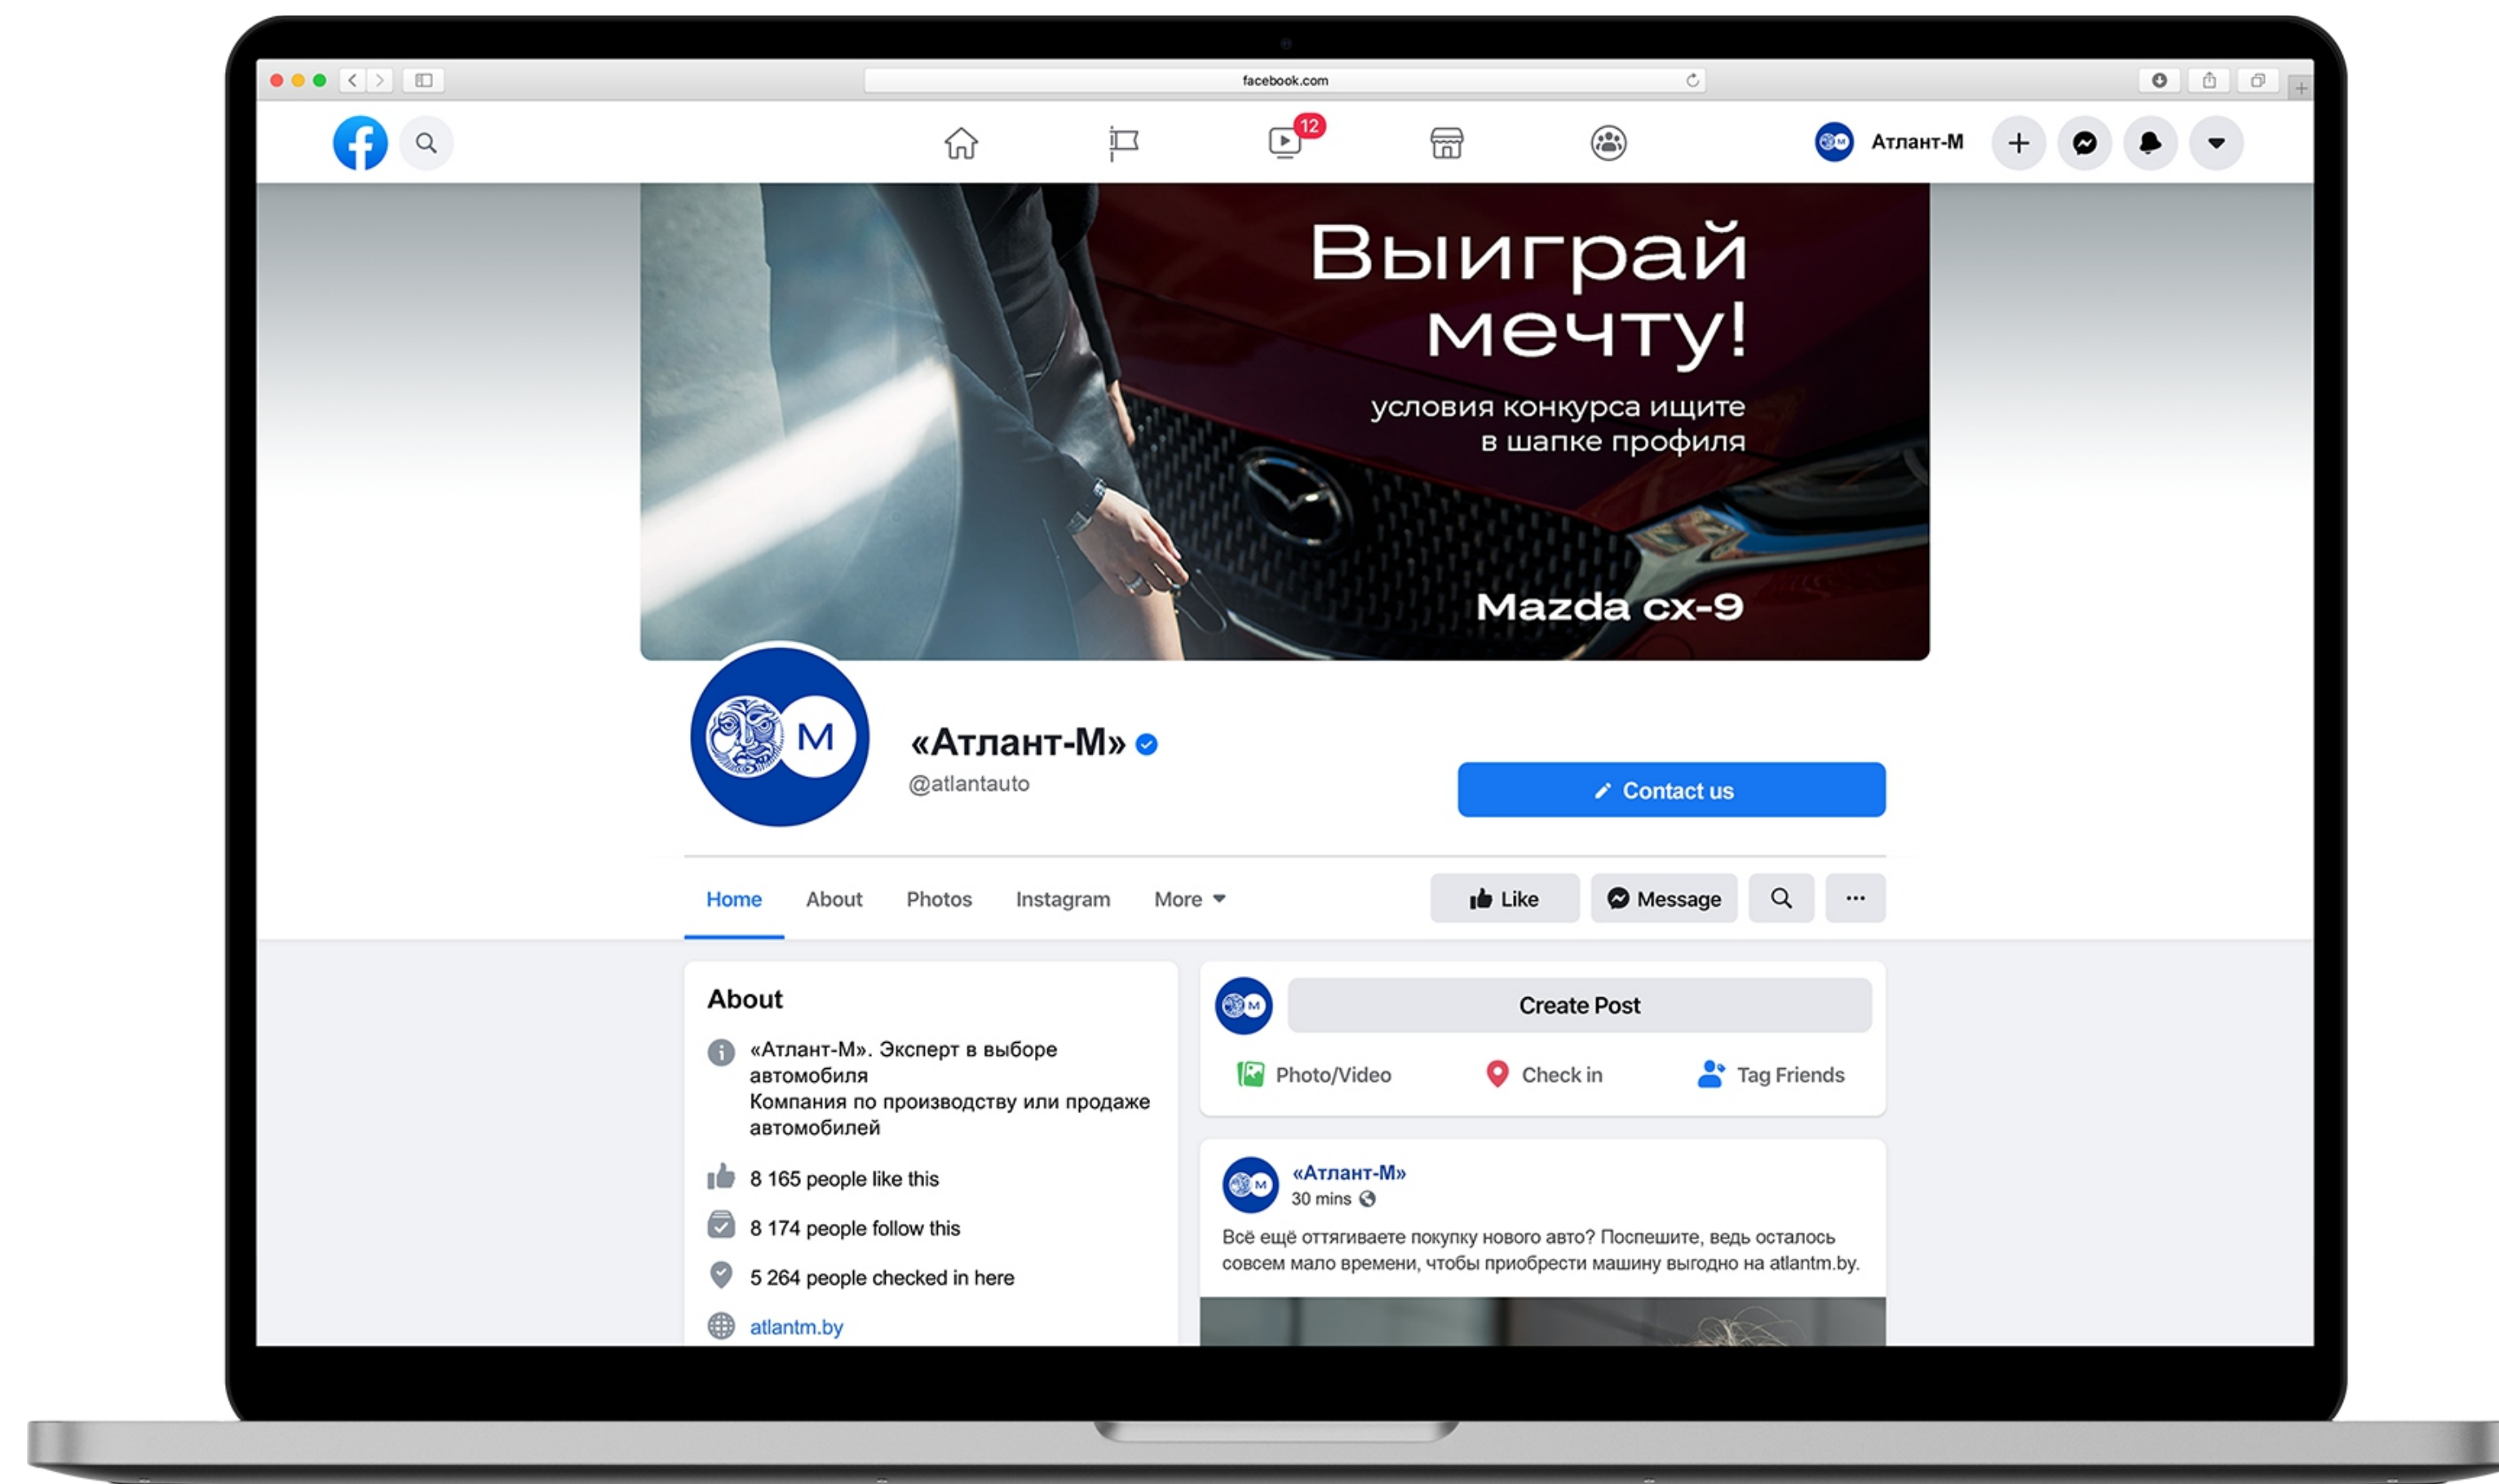 facebook.com
12
Атлант-М
Выиграй
мечту!
условия конкурса ищите
в шапке профиля
Mazda cx-9
М
«Атлант-М»
@atlantauto
Contact us
Home About Photos Instagram More
Like Message
About
«Атлант-М». Эксперт в выборе
автомобиля
Компания по производству или продаже
автомобилей
8 165 people like this
8 174 people follow this
5 264 people checked in here
atlantm.by
М
Create Post
Photo/Video Check in Tag Friends
М
«Атлант-М»
30 mins
Всё ещё оттягиваете покупку нового авто? Поспешите, ведь осталось
совсем мало времени, чтобы приобрести машину выгодно на atlantm.by.